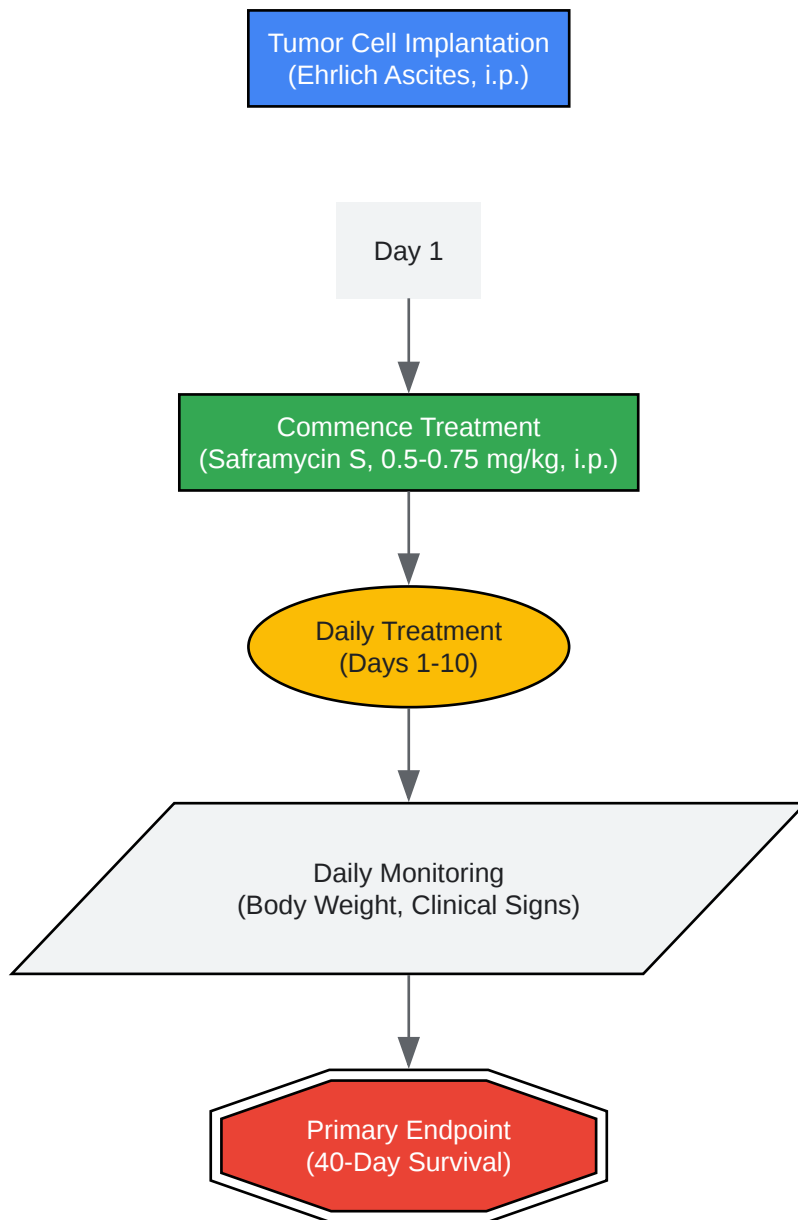 Tumor Cell Implantation
(Ehrlich Ascites, i.p.)
Day 1
Commence Treatment
(Saframycin S, 0.5-0.75 mg/kg, i.p.)
Daily Treatment
(Days 1-10)
Daily Monitoring
(Body Weight, Clinical Signs)
Primary Endpoint
(40-Day Survival)